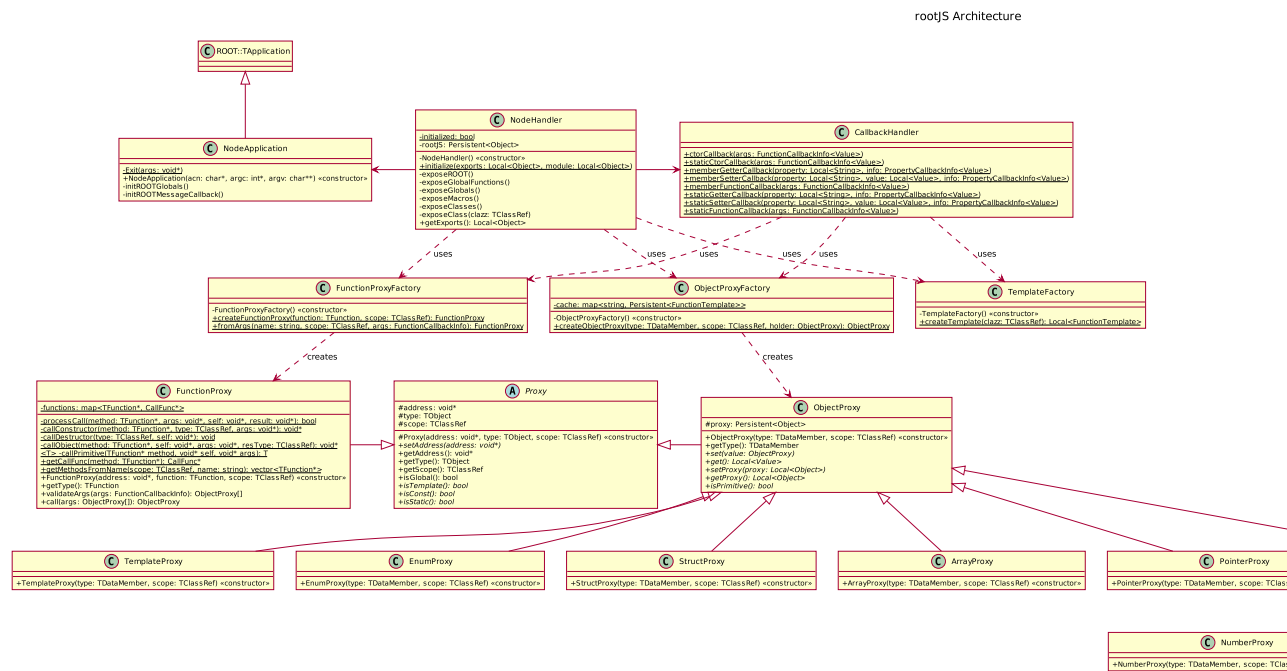 rootJS Architecture
C ROOT::TApplication
C NodeApplication
-Exit(args: void*)
+NodeApplication(acn: char*, argc: int*, argv: char**) «constructor»
-initROOTGlobals()
-initROOTMessageCallback()
C NodeHandler
-initialized: bool
-rootJS: Persistent<Object>
-NodeHandler() «constructor»
+initialize(exports: Local<Object>, module: Local<Object>)
-exposeROOT()
-exposeGlobalFunctions()
-exposeGlobals()
-exposeMacros()
-exposeClasses()
-exposeClass(clazz: TClassRef)
+getExports(): Local<Object>
C CallbackHandler
+ctorCallback(args: FunctionCallbackInfo<Value>)
+staticCtorCallback(args: FunctionCallbackInfo<Value>)
+memberGetterCallback(property: Local<String>, info: PropertyCallbackInfo<Value>)
+memberSetterCallback(property: Local<String>, value: Local<Value>, info: PropertyCallbackInfo<Value>)
+memberFunctionCallback(args: FunctionCallbackInfo<Value>)
+staticGetterCallback(property: Local<String>, info: PropertyCallbackInfo<Value>)
+staticSetterCallback(property: Local<String>, value: Local<Value>, info: PropertyCallbackInfo<Value>)
+staticFunctionCallback(args: FunctionCallbackInfo<Value>)
uses
uses
uses
uses
uses
uses
C FunctionProxyFactory
-FunctionProxyFactory() «constructor»
+createFunctionProxy(function: TFunction, scope: TClassRef): FunctionProxy
+fromArgs(name: string, scope: TClassRef, args: FunctionCallbackInfo): FunctionProxy
C ObjectProxyFactory
-cache: map<string, Persistent<FunctionTemplate>>
-ObjectProxyFactory() «constructor»
+createObjectProxy(type: TDataMember, scope: TClassRef, holder: ObjectProxy): ObjectProxy
C TemplateFactory
-TemplateFactory() «constructor»
+createTemplate(clazz: TClassRef): Local<FunctionTemplate>
creates
creates
C FunctionProxy
-functions: map<TFunction*, CallFunc*>
-processCall(method: TFunction*, args: void*, self: void*, result: void*): bool
-callConstructor(method: TFunction*, type: TClassRef, args: void*): void*
-callDestructor(type: TClassRef, self: void*): void
-callObject(method: TFunction*, self: void*, args: void*, resType: TClassRef): void*
<T> -callPrimitive(TFunction* method, void* self, void* args): T
+getCallFunc(method: TFunction*): CallFunc*
+getMethodsFromName(scope: TClassRef, name: string): vector<TFunction*>
+FunctionProxy(address: void*, function: TFunction, scope: TClassRef) «constructor»
+getType(): TFunction
+validateArgs(args: FunctionCallbackInfo): ObjectProxy[]
+call(args: ObjectProxy[]): ObjectProxy
A Proxy
#address: void*
#type: TObject
#scope: TClassRef
#Proxy(address: void*, type: TObject, scope: TClassRef) «constructor»
+setAddress(address: void*)
+getAddress(): void*
+getType(): TObject
+getScope(): TClassRef
+isGlobal(): bool
+isTemplate(): bool
+isConst(): bool
+isStatic(): bool
C ObjectProxy
#proxy: Persistent<Object>
+ObjectProxy(type: TDataMember, scope: TClassRef) «constructor»
+getType(): TDataMember
+set(value: ObjectProxy)
+get(): Local<Value>
+setProxy(proxy: Local<Object>)
+getProxy(): Local<Object>
+isPrimitive(): bool
C TemplateProxy
+TemplateProxy(type: TDataMember, scope: TClassRef) «constructor»
C EnumProxy
+EnumProxy(type: TDataMember, scope: TClassRef) «constructor»
C StructProxy
+StructProxy(type: TDataMember, scope: TClassRef) «constructor»
C ArrayProxy
+ArrayProxy(type: TDataMember, scope: TClassRef) «constructor»
C PointerProxy
+PointerProxy(type: TDataMember, scope: TClass
C NumberProxy
+NumberProxy(type: TDataMember, scope: TClas